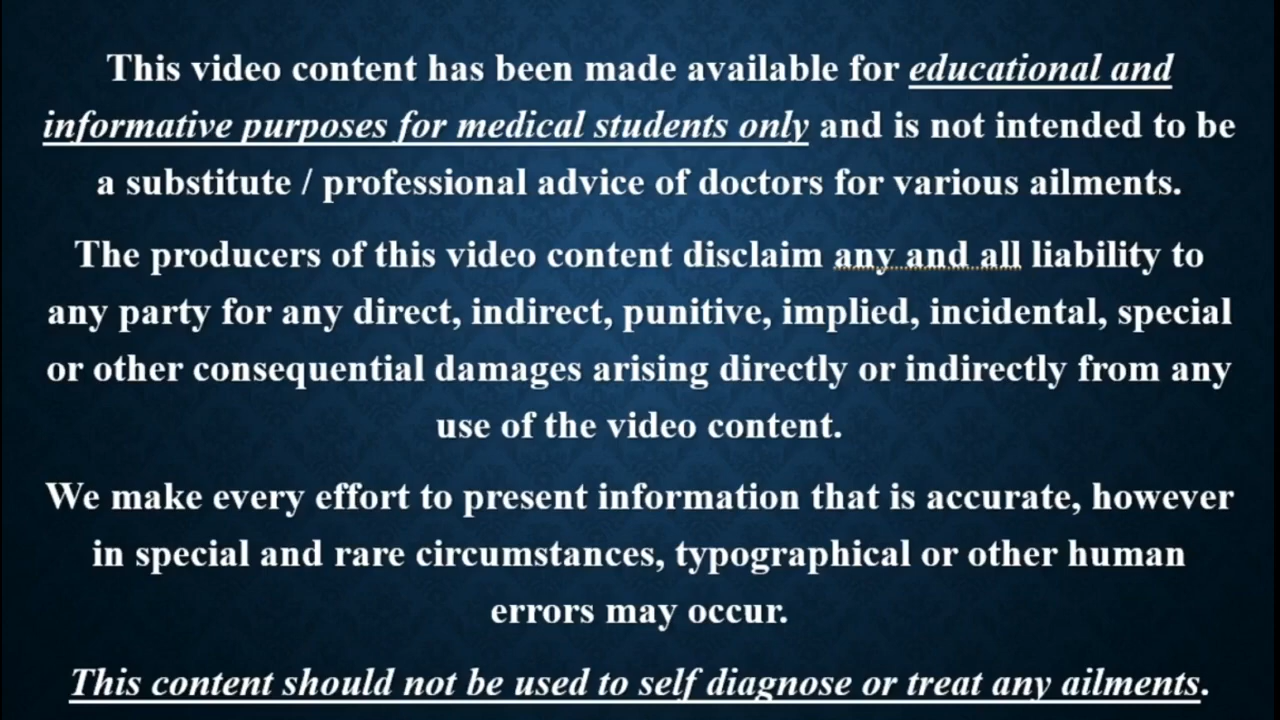 This video content has been made available for educational and
informative purposes for medical students only and is not intended to be
a substitute / professional advice of doctors for various ailments.
The producers of this video content disclaim any and all liability to
any party for any direct, indirect, punitive, implied, incidental, special
or other consequential damages arising directly or indirectly from any
use of the video content.
We make every effort to present information that is accurate, however
in special and rare circumstances, typographical or other human
errors may occur.
This content should not be used to self diagnose or treat any ailments.